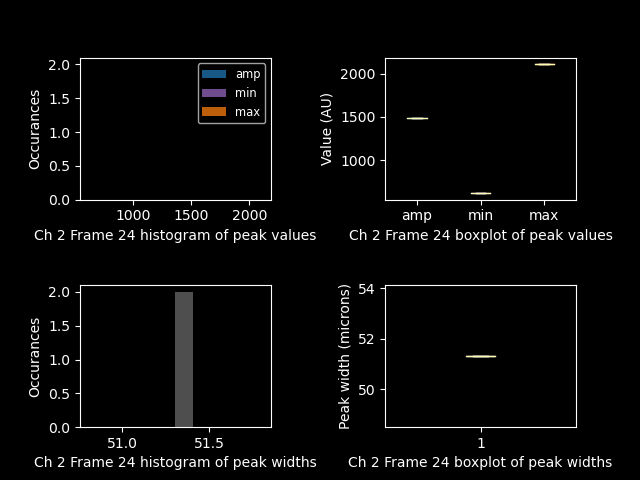 2.0
1.5
1.0
0.5
0.0
Occurances
amp
min
max
1000 1500 2000
Ch 2 Frame 24 histogram of peak values
2000
1500
1000
Value (AU)
amp min max
Ch 2 Frame 24 boxplot of peak values
2.0
1.5
1.0
0.5
0.0
Occurances
51.0 51.5
Ch 2 Frame 24 histogram of peak widths
54
52
50
Peak width (microns)
1
Ch 2 Frame 24 boxplot of peak widths